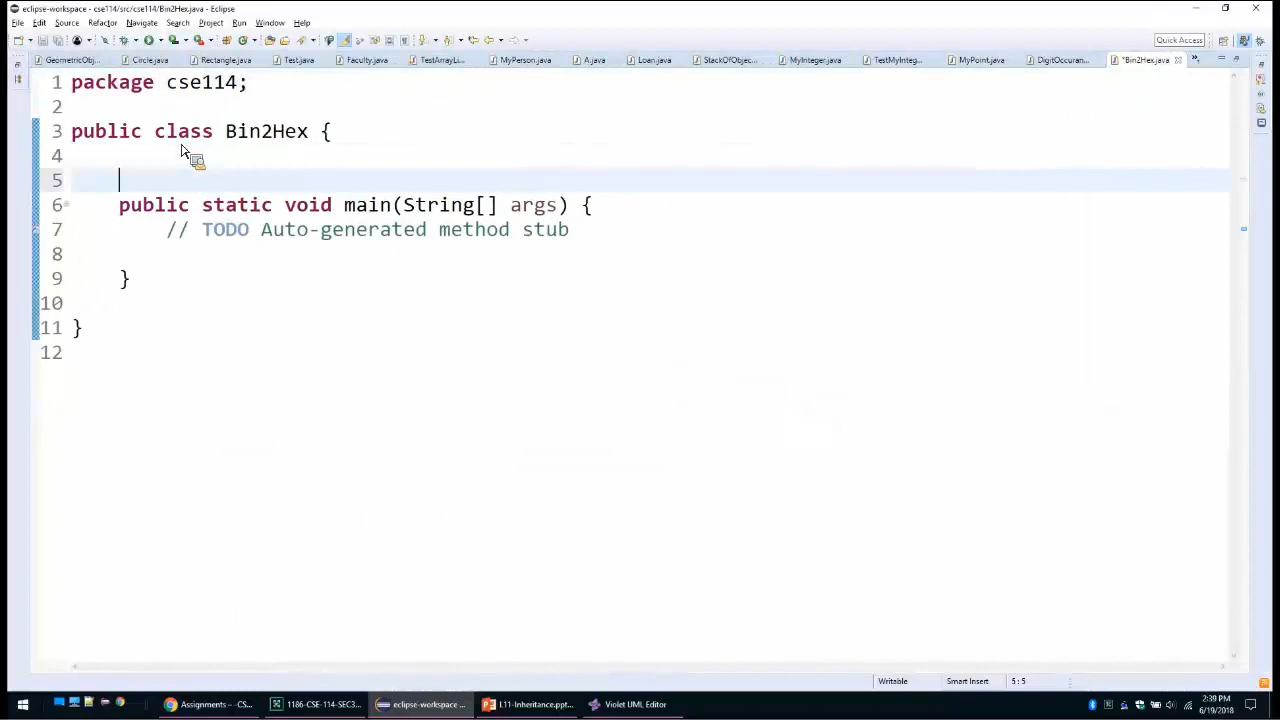 eclipse-workspace - cse114/src/cse114/Bin2Hex.java - Eclipse
File Edit Source Refactor Navigate Search Project Run Window Help
Quick Access
GeometricObj... Circle.java Rectangle.java Test.java Faculty.java TestArrayLi... MyPerson.java A.java Loan.java StackOfObjec... MyInteger.java TestMyInteg... MyPoint.java DigitOccuran... *Bin2Hex.java
1 package cse114;
2
3 public class Bin2Hex {
4
5
6 public static void main(String[] args) {
7 // TODO Auto-generated method stub
8
9 }
10
11 }
12
Writable Smart Insert 5 : 5
Assignments - -CS... 1186-CSE-114-SEC3... eclipse-workspace ... L11-Inheritance.ppt... Violet UML Editor 2:39 PM
6/19/2018